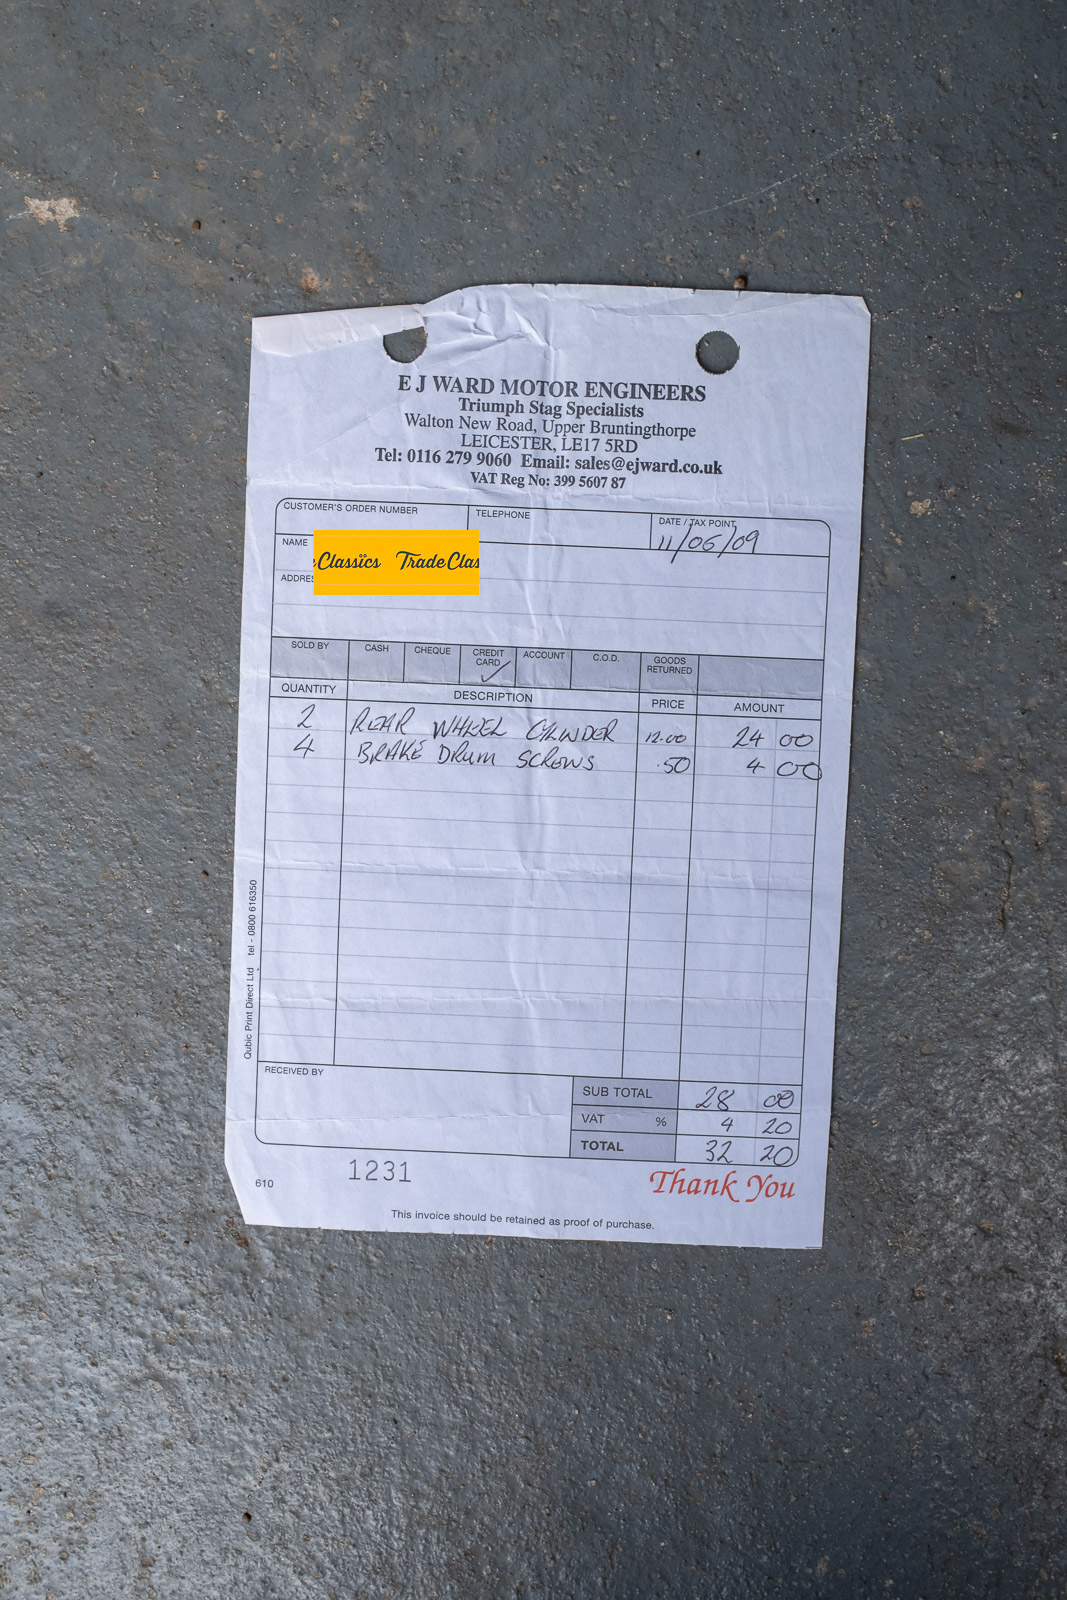 E J WARD MOTOR ENGINEERS
Triumph Stag Specialists
Walton New Road, Upper Bruntingthorpe
LEICESTER, LE17 5RD
Tel: 0116 279 9060 Email: sales@ejward.co.uk
VAT Reg No: 399 5607 87
CUSTOMER'S ORDER NUMBER TELEPHONE DATE / TAX POINT
11/06/09
NAME
Classics Trade Clas
ADDRES
SOLD BY CASH CHEQUE CREDIT CARD ✓ ACCOUNT C.O.D. GOODS RETURNED
QUANTITY DESCRIPTION PRICE AMOUNT
2 REAR WHEEL CYLINDER 12.00 24 00
4 BRAKE DRUM SCREWS .50 4 00
Qubic Print Direct Ltd tel - 0800 616350
RECEIVED BY
SUB TOTAL 28 00
VAT % 4 20
TOTAL 32 20
610 1231 Thank You
This invoice should be retained as proof of purchase.